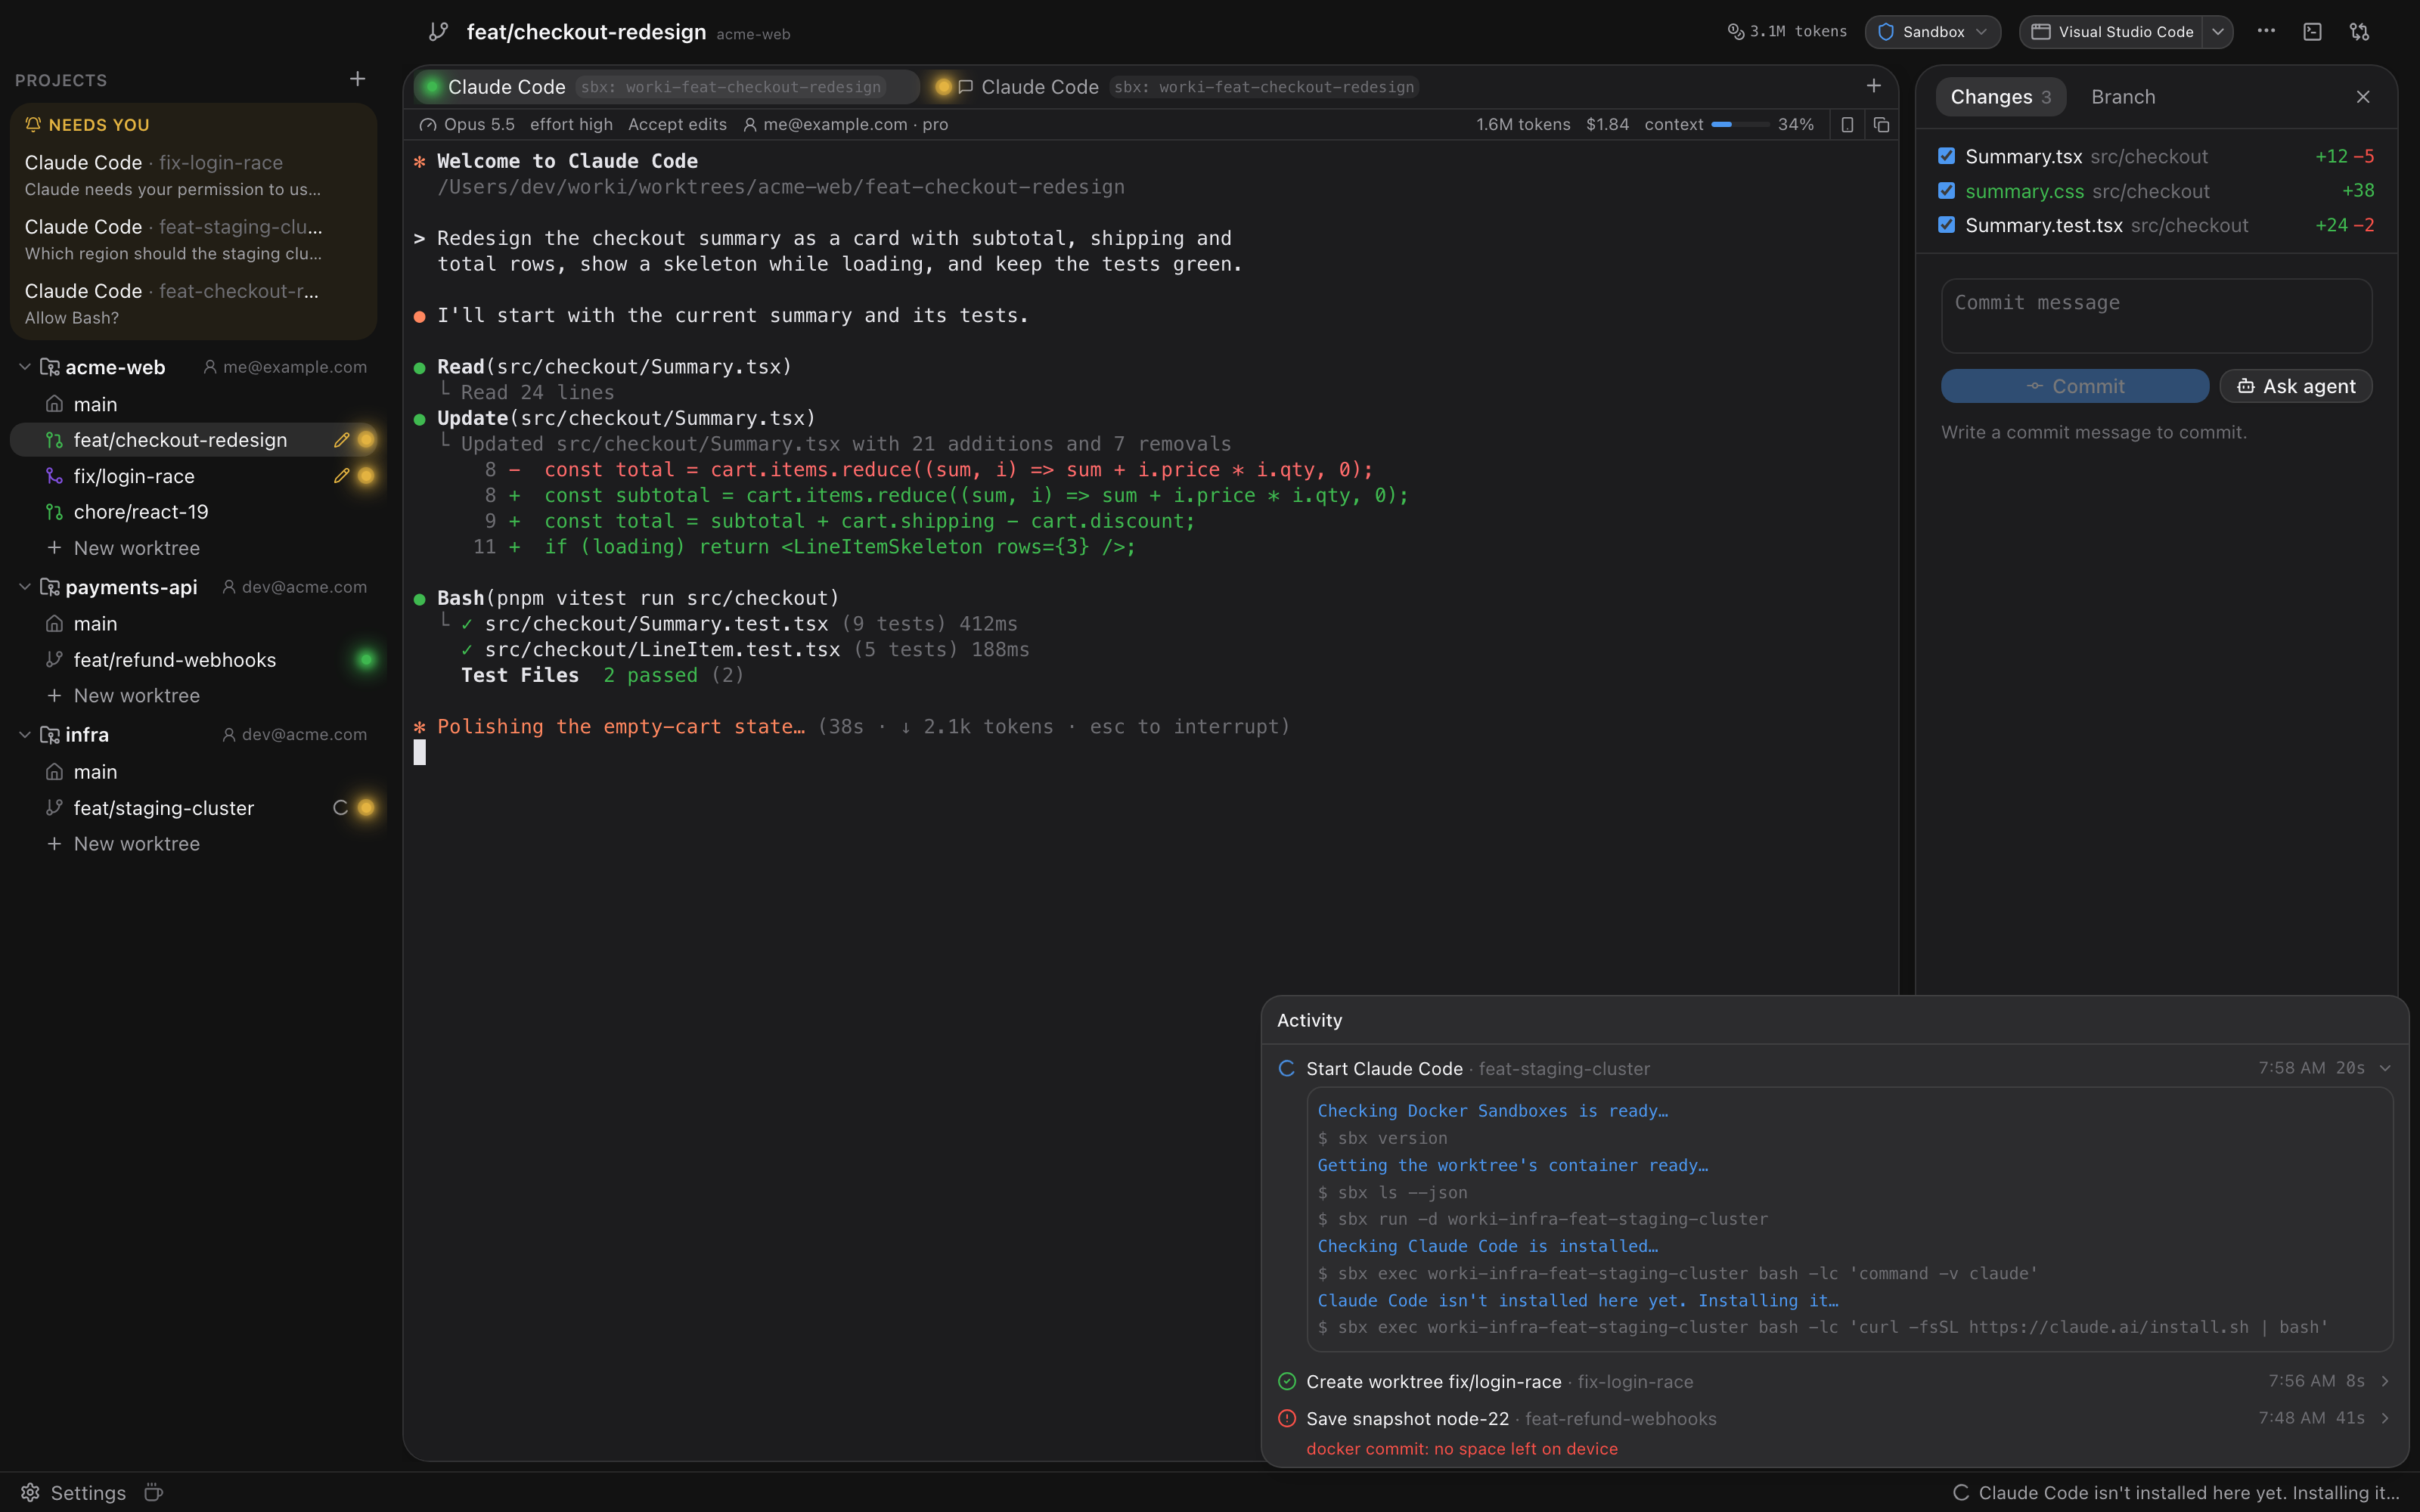 feat/checkout-redesign acme-web
3.1M tokens
Sandbox
Visual Studio Code
PROJECTS
NEEDS YOU
Claude Code · fix-login-race
Claude needs your permission to us...
Claude Code · feat-staging-clu...
Which region should the staging clu...
Claude Code · feat-checkout-r...
Allow Bash?
acme-web me@example.com
main
feat/checkout-redesign
fix/login-race
chore/react-19
New worktree
payments-api dev@acme.com
main
feat/refund-webhooks
New worktree
infra dev@acme.com
main
feat/staging-cluster
New worktree
Claude Code sbx: worki-feat-checkout-redesign
Claude Code sbx: worki-feat-checkout-redesign
Opus 5.5 effort high Accept edits me@example.com · pro
1.6M tokens $1.84 context 34%
* Welcome to Claude Code
/Users/dev/worki/worktrees/acme-web/feat-checkout-redesign
> Redesign the checkout summary as a card with subtotal, shipping and
total rows, show a skeleton while loading, and keep the tests green.
● I'll start with the current summary and its tests.
● Read(src/checkout/Summary.tsx)
└ Read 24 lines
● Update(src/checkout/Summary.tsx)
└ Updated src/checkout/Summary.tsx with 21 additions and 7 removals
8 - const total = cart.items.reduce((sum, i) => sum + i.price * i.qty, 0);
8 + const subtotal = cart.items.reduce((sum, i) => sum + i.price * i.qty, 0);
9 + const total = subtotal + cart.shipping - cart.discount;
11 + if (loading) return <LineItemSkeleton rows={3} />;
● Bash(pnpm vitest run src/checkout)
└ ✓ src/checkout/Summary.test.tsx (9 tests) 412ms
✓ src/checkout/LineItem.test.tsx (5 tests) 188ms
Test Files 2 passed (2)
* Polishing the empty-cart state… (38s · ↓ 2.1k tokens · esc to interrupt)
Changes 3
Branch
Summary.tsx src/checkout +12 −5
summary.css src/checkout +38
Summary.test.tsx src/checkout +24 −2
Commit message
Commit
Ask agent
Write a commit message to commit.
Activity
Start Claude Code · feat-staging-cluster 7:58 AM 20s
Checking Docker Sandboxes is ready…
$ sbx version
Getting the worktree's container ready…
$ sbx ls --json
$ sbx run -d worki-infra-feat-staging-cluster
Checking Claude Code is installed…
$ sbx exec worki-infra-feat-staging-cluster bash -lc 'command -v claude'
Claude Code isn't installed here yet. Installing it…
$ sbx exec worki-infra-feat-staging-cluster bash -lc 'curl -fsSL https://claude.ai/install.sh | bash'
Create worktree fix/login-race · fix-login-race 7:56 AM 8s
Save snapshot node-22 · feat-refund-webhooks 7:48 AM 41s
docker commit: no space left on device
Settings
Claude Code isn't installed here yet. Installing it...